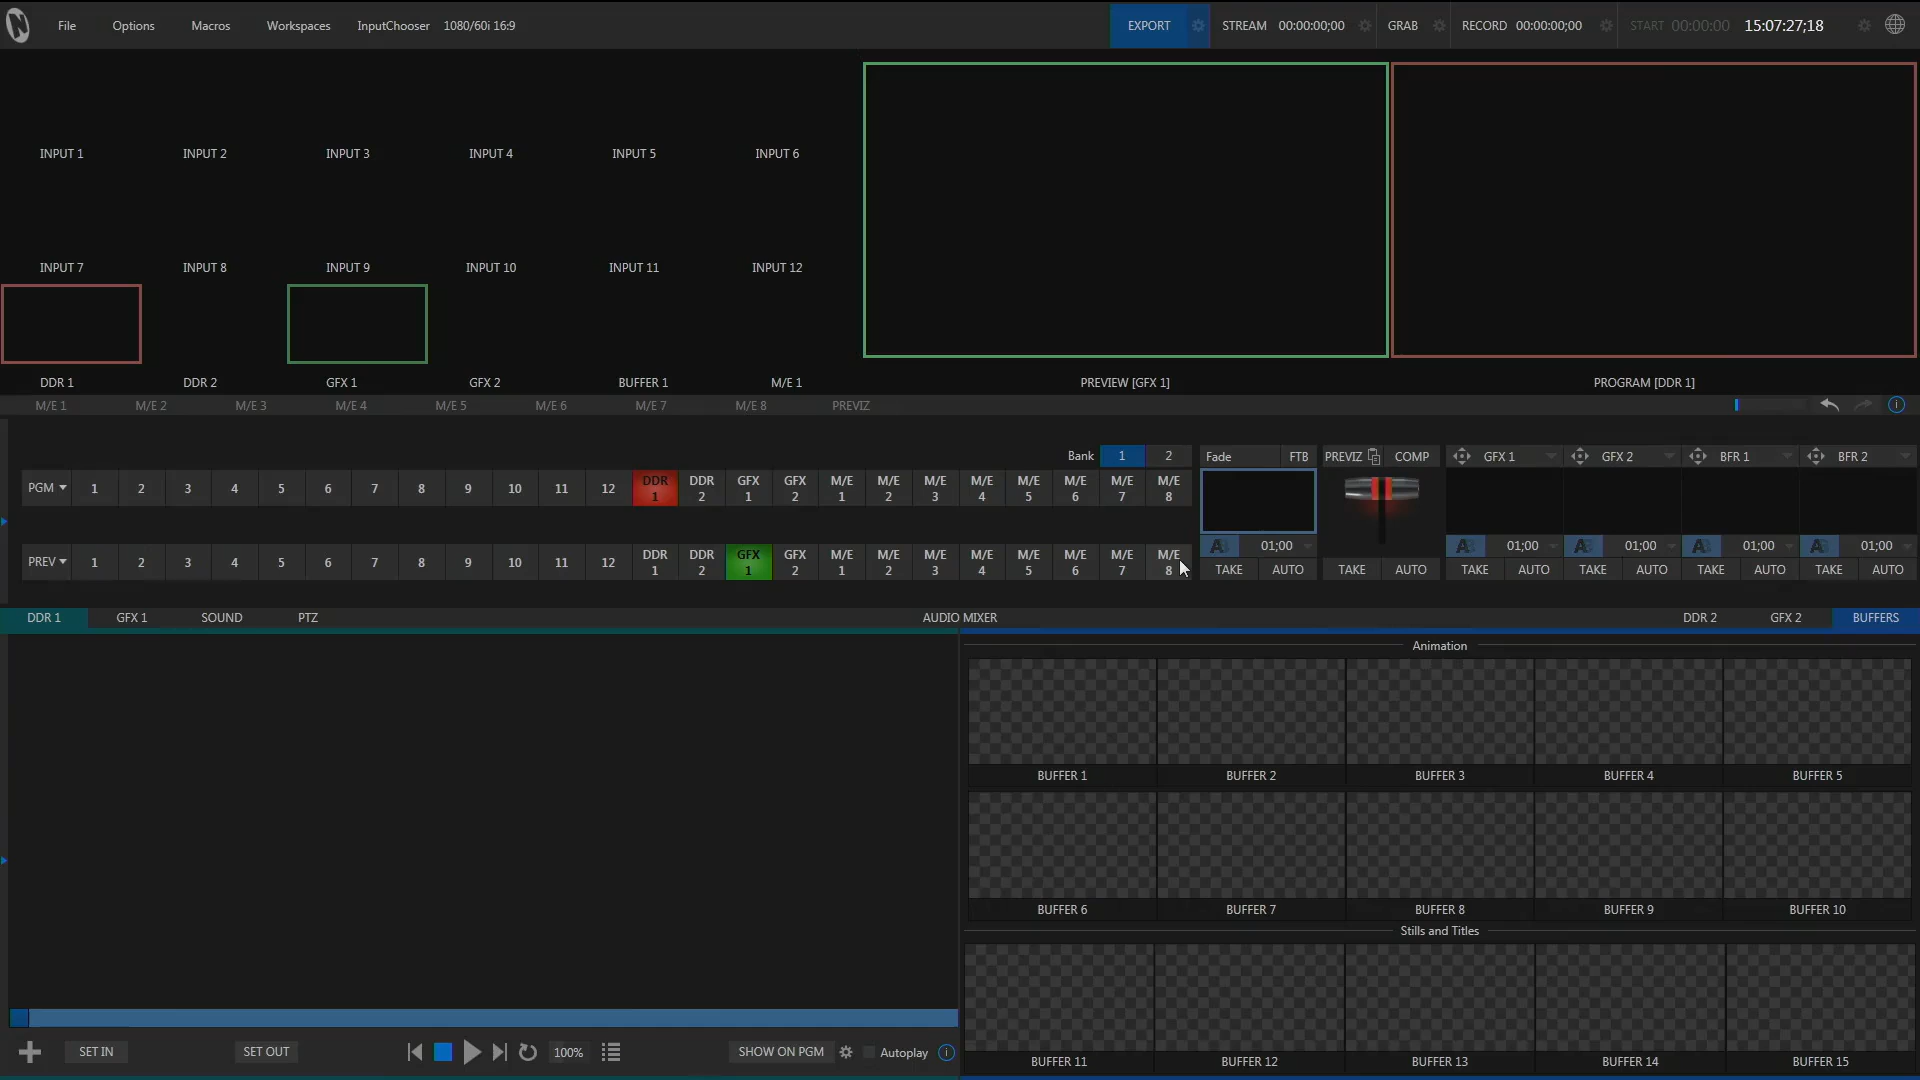 File Options Macros Workspaces InputChooser 1080/60i 16:9 EXPORT STREAM 00:00:00;00 GRAB RECORD 00:00:00;00 START 00:00:00 15:07:27;18
INPUT 1 INPUT 2 INPUT 3 INPUT 4 INPUT 5 INPUT 6
INPUT 7 INPUT 8 INPUT 9 INPUT 10 INPUT 11 INPUT 12
DDR 1 DDR 2 GFX 1 GFX 2 BUFFER 1 M/E 1 PREVIEW [GFX 1] PROGRAM [DDR 1]
M/E 1 M/E 2 M/E 3 M/E 4 M/E 5 M/E 6 M/E 7 M/E 8 PREVIZ
Bank 1 2 Fade FTB PREVIZ COMP GFX 1 GFX 2 BFR 1 BFR 2
PGM 1 2 3 4 5 6 7 8 9 10 11 12 DDR 1 DDR 2 GFX 1 GFX 2 M/E 1 M/E 2 M/E 3 M/E 4 M/E 5 M/E 6 M/E 7 M/E 8
AB 01;00 AB 01;00 AB 01;00 AB 01;00 AB 01;00
PREV 1 2 3 4 5 6 7 8 9 10 11 12 DDR 1 DDR 2 GFX 1 GFX 2 M/E 1 M/E 2 M/E 3 M/E 4 M/E 5 M/E 6 M/E 7 M/E 8
TAKE AUTO TAKE AUTO TAKE AUTO TAKE AUTO TAKE AUTO TAKE AUTO
DDR 1 GFX 1 SOUND PTZ AUDIO MIXER DDR 2 GFX 2 BUFFERS
Animation
BUFFER 1 BUFFER 2 BUFFER 3 BUFFER 4 BUFFER 5
BUFFER 6 BUFFER 7 BUFFER 8 BUFFER 9 BUFFER 10
Stills and Titles
BUFFER 11 BUFFER 12 BUFFER 13 BUFFER 14 BUFFER 15
SET IN SET OUT 100% SHOW ON PGM Autoplay